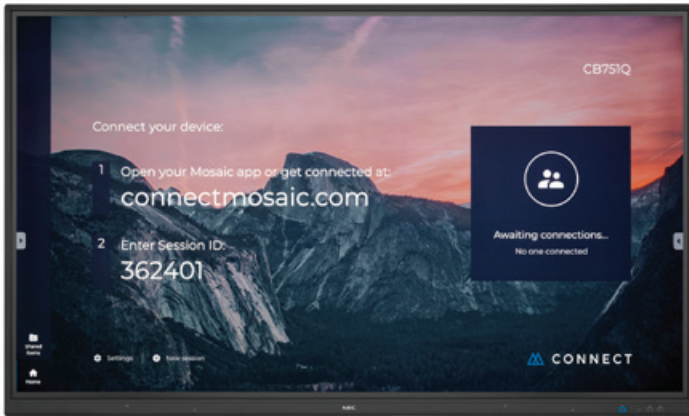 CB751Q
Connect your device:
1 Open your Mosaic app or get connected at:
connectmosaic.com
2 Enter Session ID:
362401
Awaiting connections...
No one connected
Shared
Items
Home
Settings
New session
CONNECT
NEC